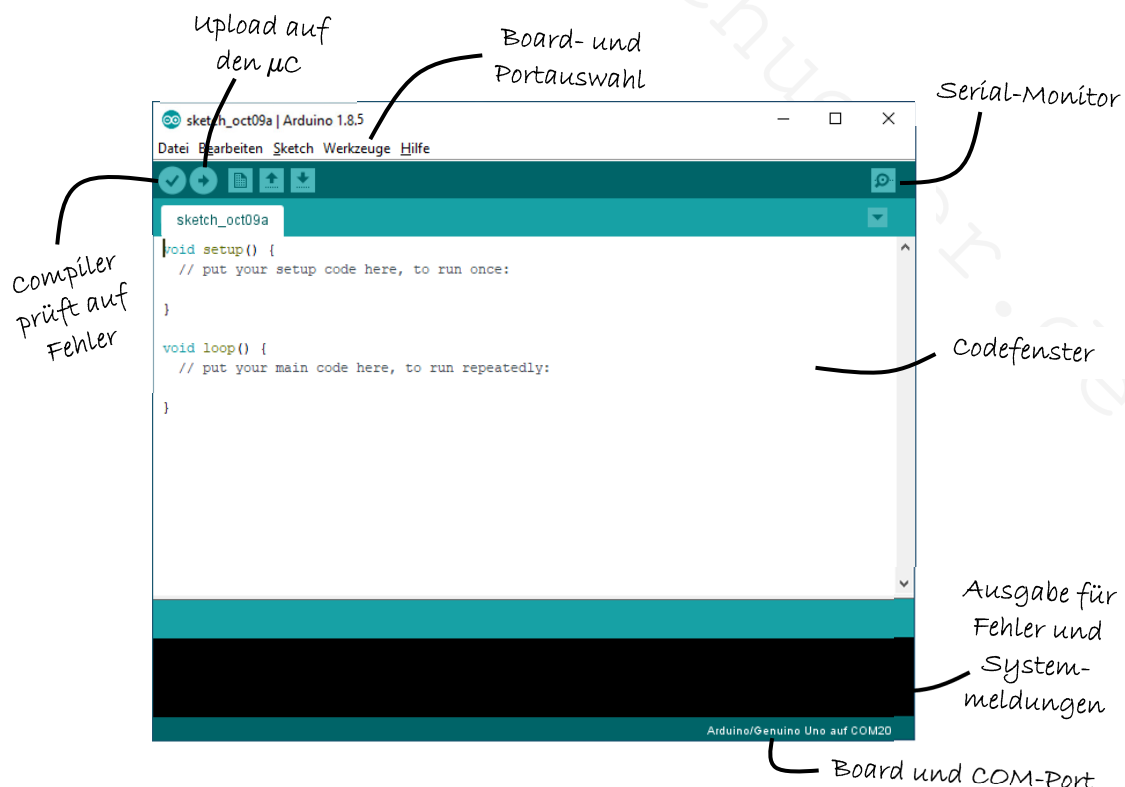 upload auf
den µC
Board- und
Portauswahl
Serial-Monitor
sketch_oct09a | Arduino 1.8.5
Datei Bearbeiten Sketch Werkzeuge Hilfe
sketch_oct09a
void setup() {
// put your setup code here, to run once:
}
void loop() {
// put your main code here, to run repeatedly:
}
Compiler
prüft auf
Fehler
Codefenster
Ausgabe für
Fehler und
System-
meldungen
Arduino/Genuino Uno auf COM20
Board und COM-Port